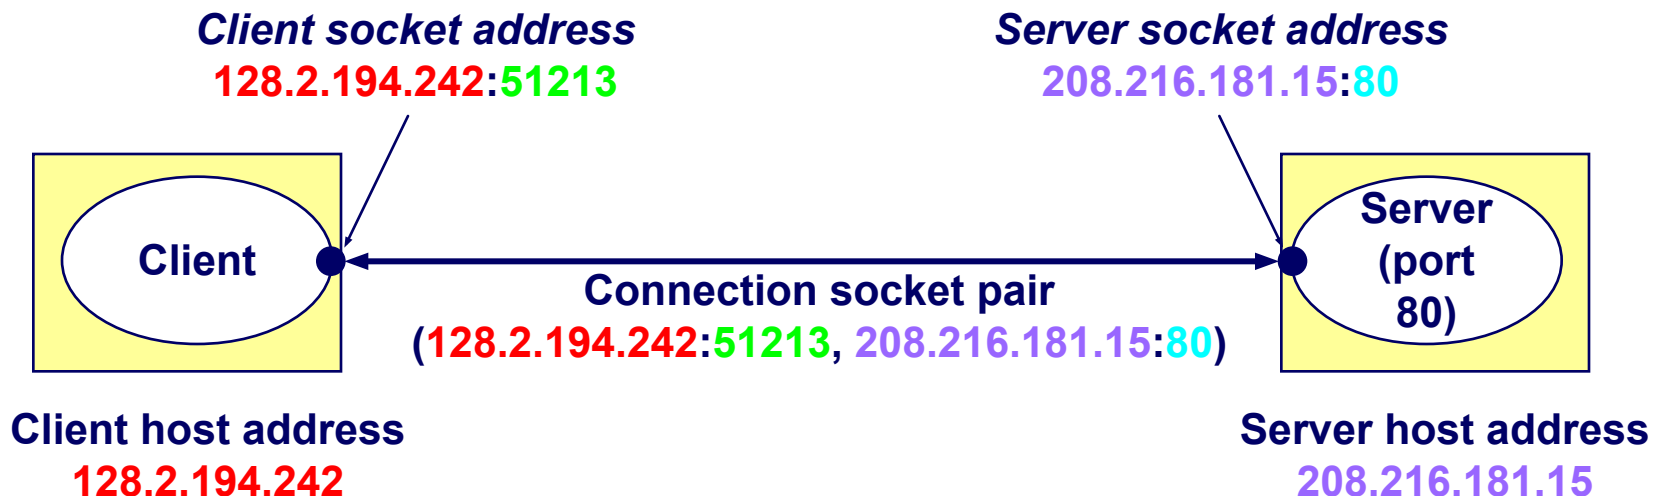 Client socket address
128.2.194.242:51213
Server socket address
208.216.181.15:80
Client
Server
(port
80)
Connection socket pair
(128.2.194.242:51213, 208.216.181.15:80)
Client host address
128.2.194.242
Server host address
208.216.181.15